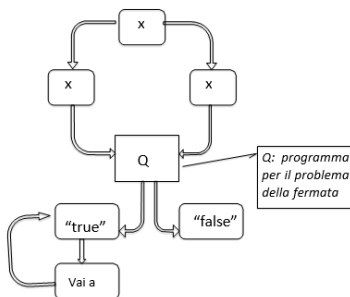 x
x
x
Q
Q: programma
per il problema
della fermata
“true”
“false”
Vai a